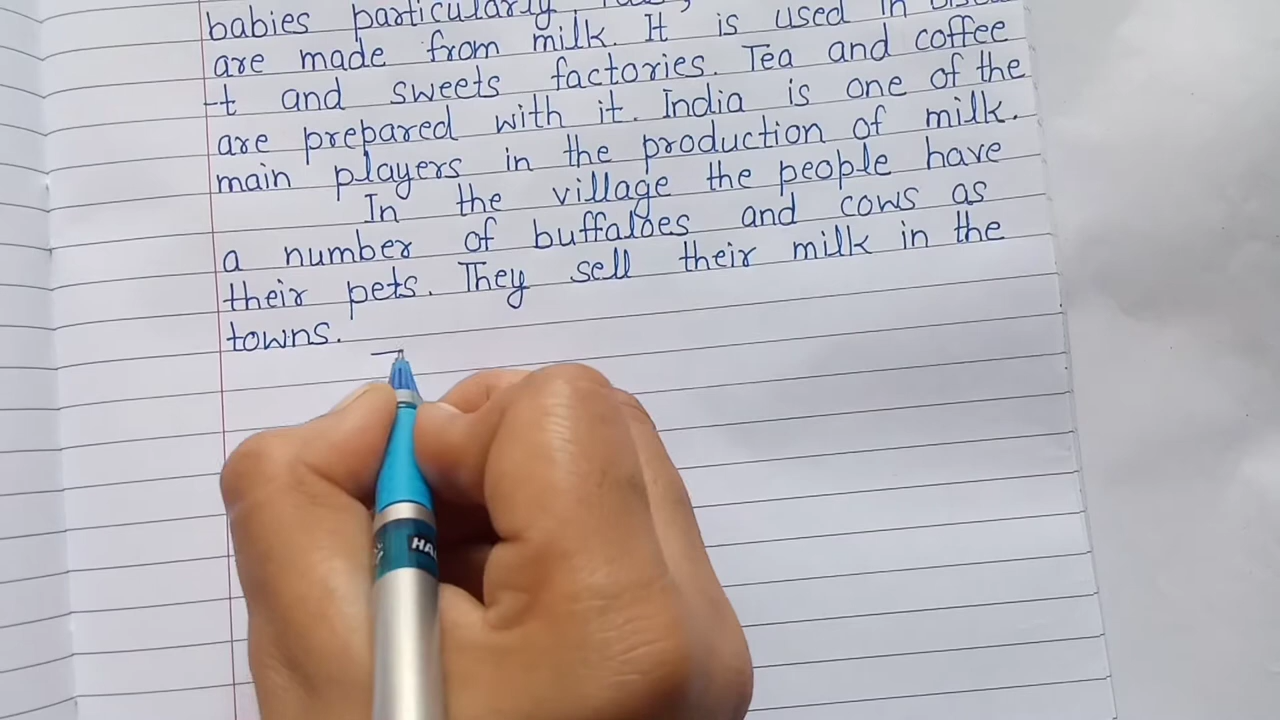 babies particularly
are made from milk. It is used in
-t and sweets factories. Tea and coffee
are prepared with it. India is one of the
main players in the production of milk.
In the village the people have
a number of buffaloes and cows as
their pets. They sell their milk in the
towns.